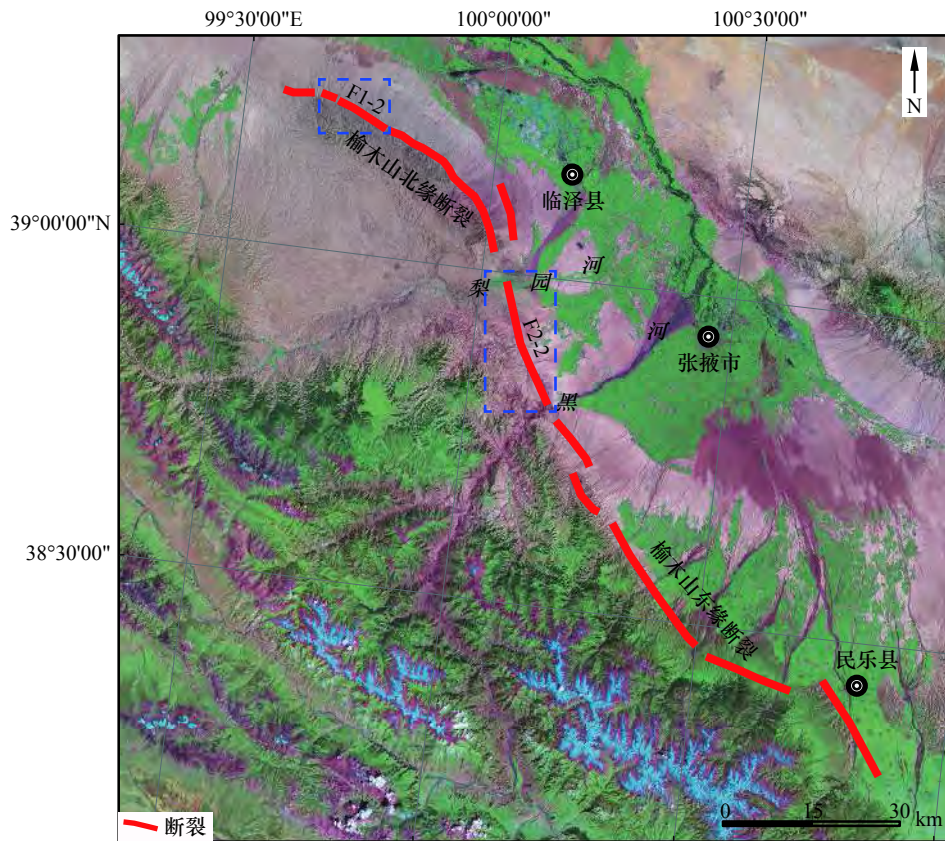 99°30′00″E
100°00′00″
100°30′00″
N
F1-2
榆木山北缘断裂
临泽县
39°00′00″N
梨 园 河
F2-2
河
张掖市
黑
38°30′00″
榆木山东缘断裂
民乐县
0 15 30
km
断裂